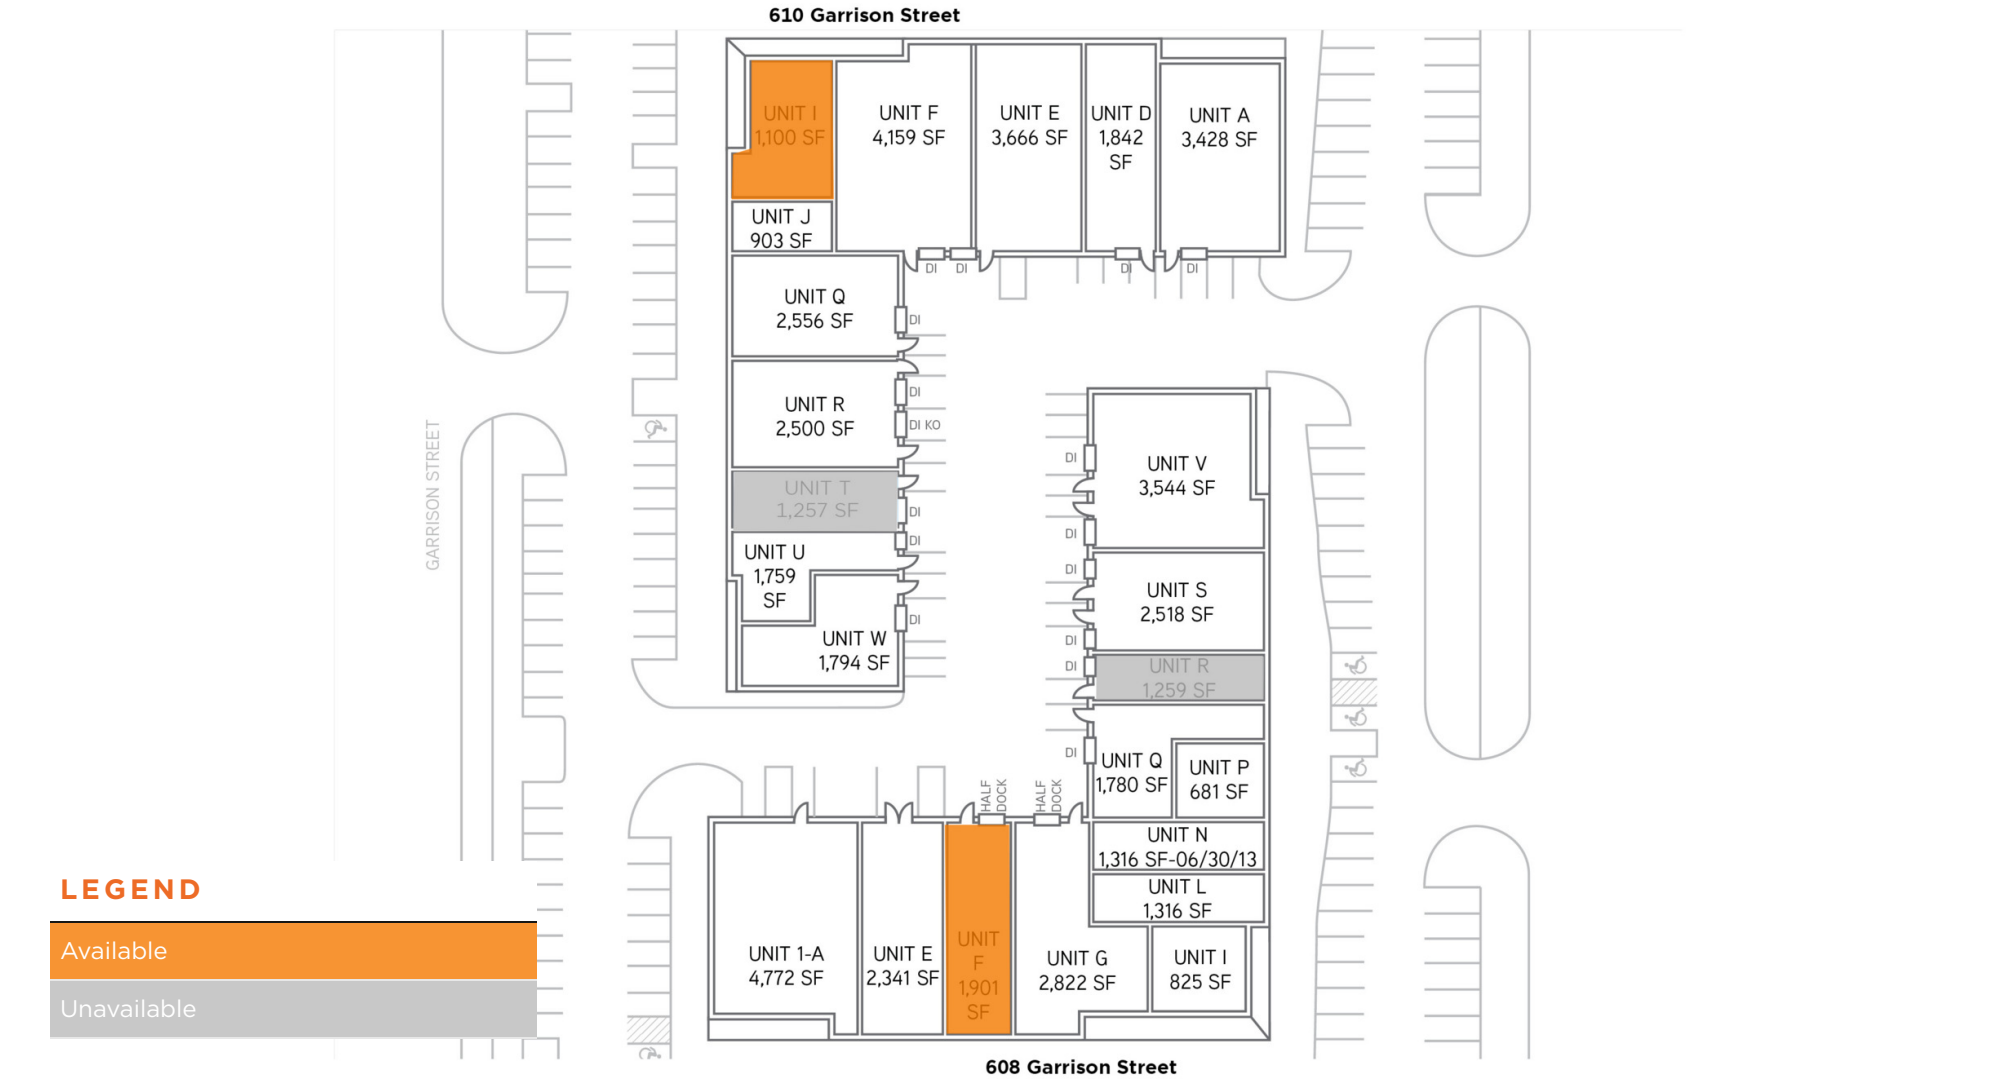 610 Garrison Street
UNIT I
1,100 SF
UNIT F
4,159 SF
UNIT E
3,666 SF
UNIT D
1,842
SF
UNIT A
3,428 SF
UNIT J
903 SF
DI
DI
DI
DI
UNIT Q
2,556 SF
DI
UNIT R
2,500 SF
DI
DI KO
GARRISON STREET
UNIT T
1,257 SF
DI
DI
UNIT U
1,759
SF
UNIT W
1,794 SF
DI
UNIT V
3,544 SF
DI
DI
UNIT S
2,518 SF
DI
DI
UNIT R
1,259 SF
DI
UNIT Q
1,780 SF
DI
UNIT P
681 SF
HALF
DOCK
HALF
DOCK
UNIT N
1,316 SF-06/30/13
UNIT L
1,316 SF
UNIT 1-A
4,772 SF
UNIT E
2,341 SF
UNIT
F
1,901
SF
UNIT G
2,822 SF
UNIT I
825 SF
LEGEND
Available
Unavailable
608 Garrison Street